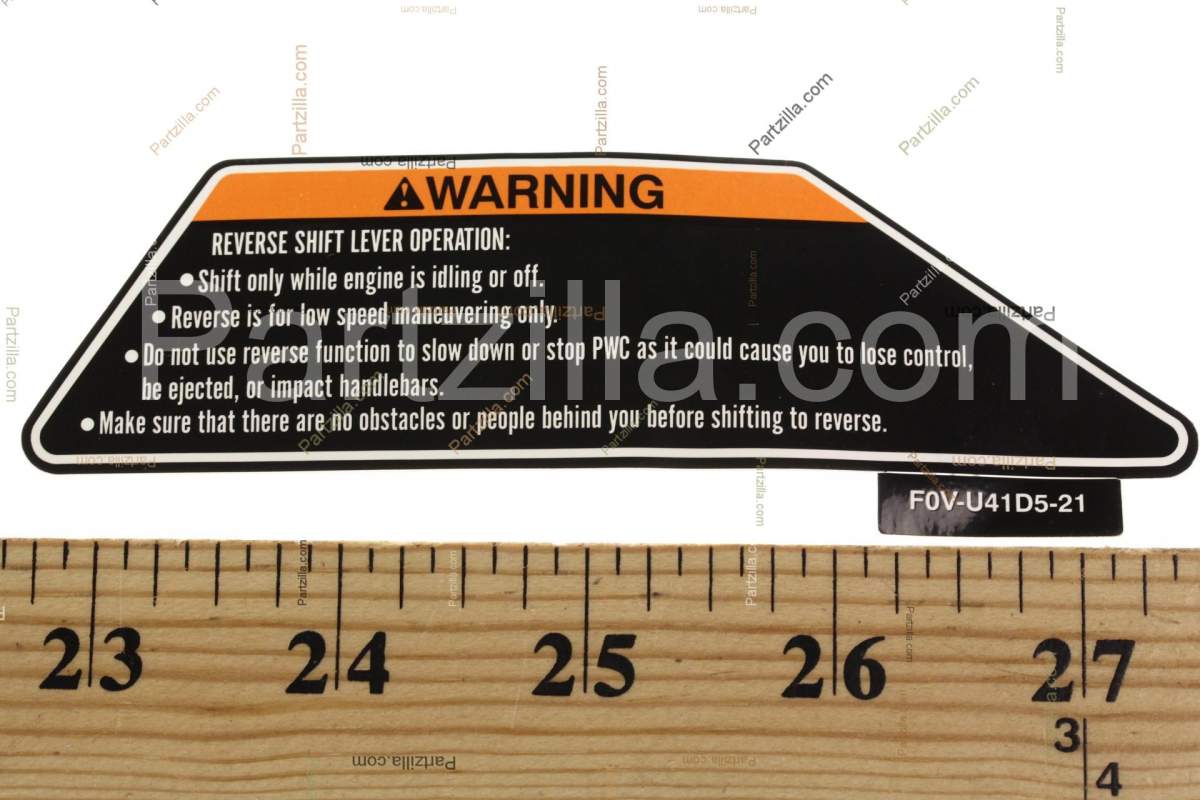 ⚠WARNING
REVERSE SHIFT LEVER OPERATION:
● Shift only while engine is idling or off.
● Reverse is for low speed maneuvering only.
● Do not use reverse function to slow down or stop PWC as it could cause you to lose control,
be ejected, or impact handlebars.
● Make sure that there are no obstacles or people behind you before shifting to reverse.
F0V-U41D5-21
Partzilla.com
23 24 25 26 27
3
4